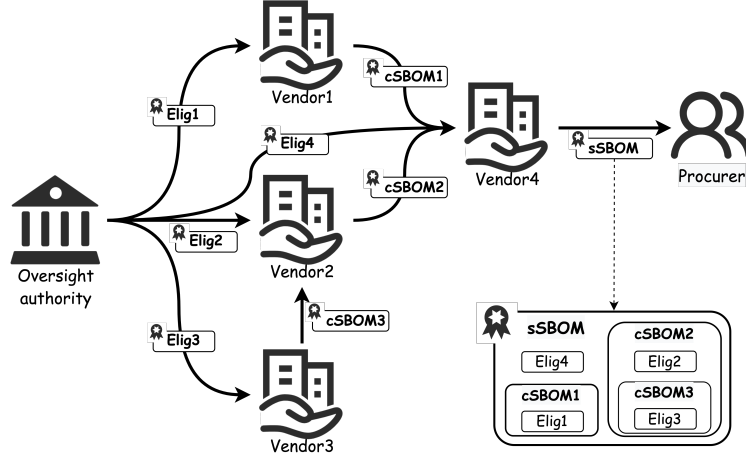 Vendor1
cSBOM1
Elig1
Elig4
Vendor4
sSBOM
Procurer
cSBOM2
Elig2
Vendor2
Oversight
authority
cSBOM3
Elig3
Vendor3
sSBOM
Elig4
cSBOM1
Elig1
cSBOM2
Elig2
cSBOM3
Elig3